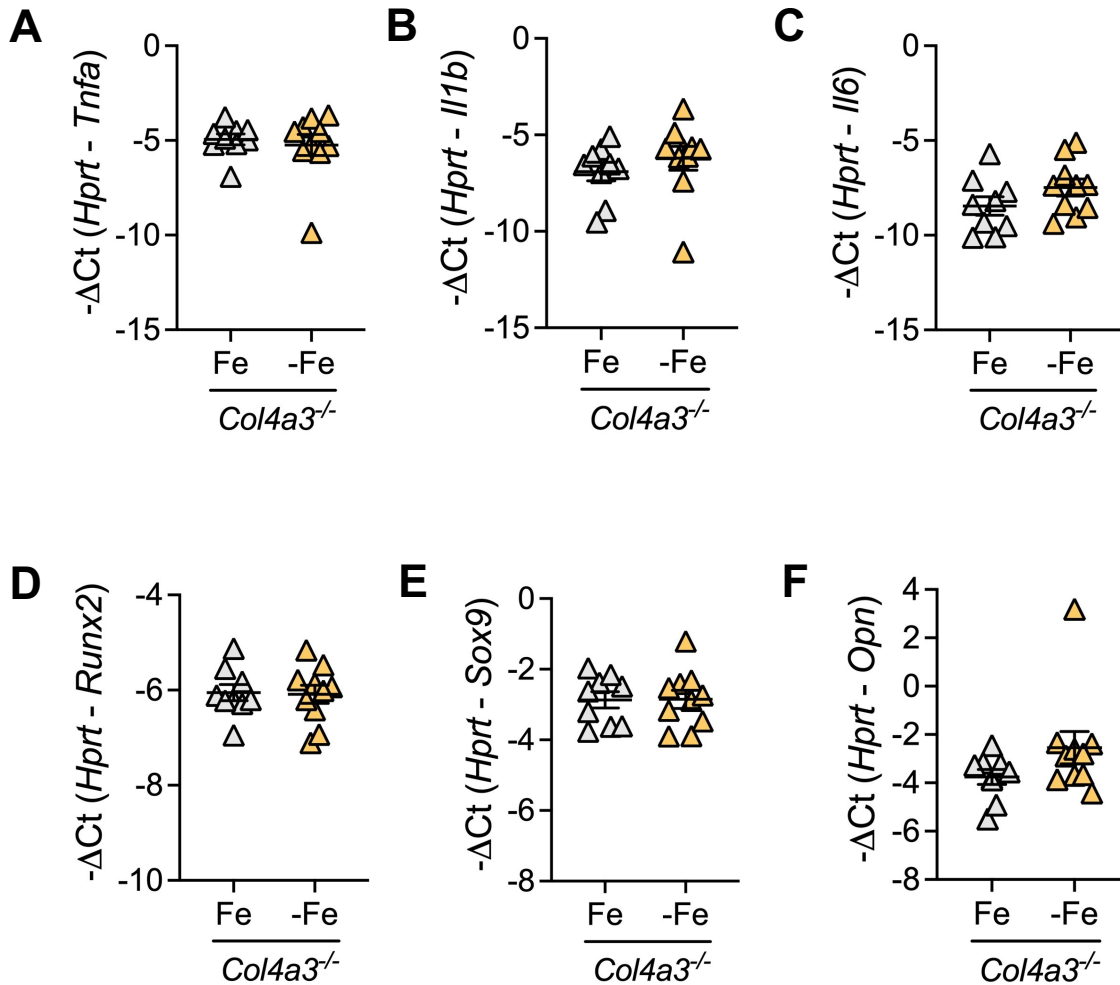 A
-ΔCt (Hprt - Tnfa)
0
-5
-10
-15
Fe -Fe
Col4a3-/-
B
-ΔCt (Hprt - Il1b)
0
-5
-10
-15
Fe -Fe
Col4a3-/-
C
-ΔCt (Hprt - Il6)
0
-5
-10
-15
Fe -Fe
Col4a3-/-
D
-ΔCt (Hprt - Runx2)
-4
-6
-8
-10
Fe -Fe
Col4a3-/-
E
-ΔCt (Hprt - Sox9)
0
-2
-4
-6
-8
Fe -Fe
Col4a3-/-
F
-ΔCt (Hprt - Opn)
4
2
0
-2
-4
-6
-8
Fe -Fe
Col4a3-/-